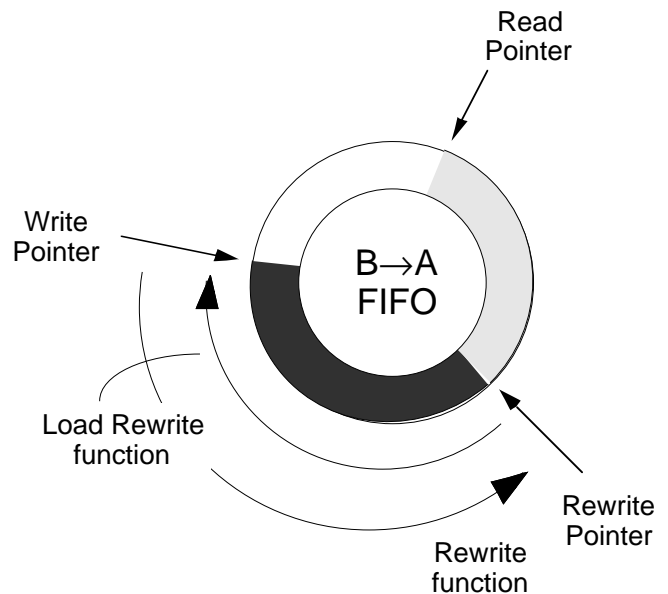 Read
Pointer
Write
Pointer
B→A
FIFO
Load Rewrite
function
Rewrite
Pointer
Rewrite
function